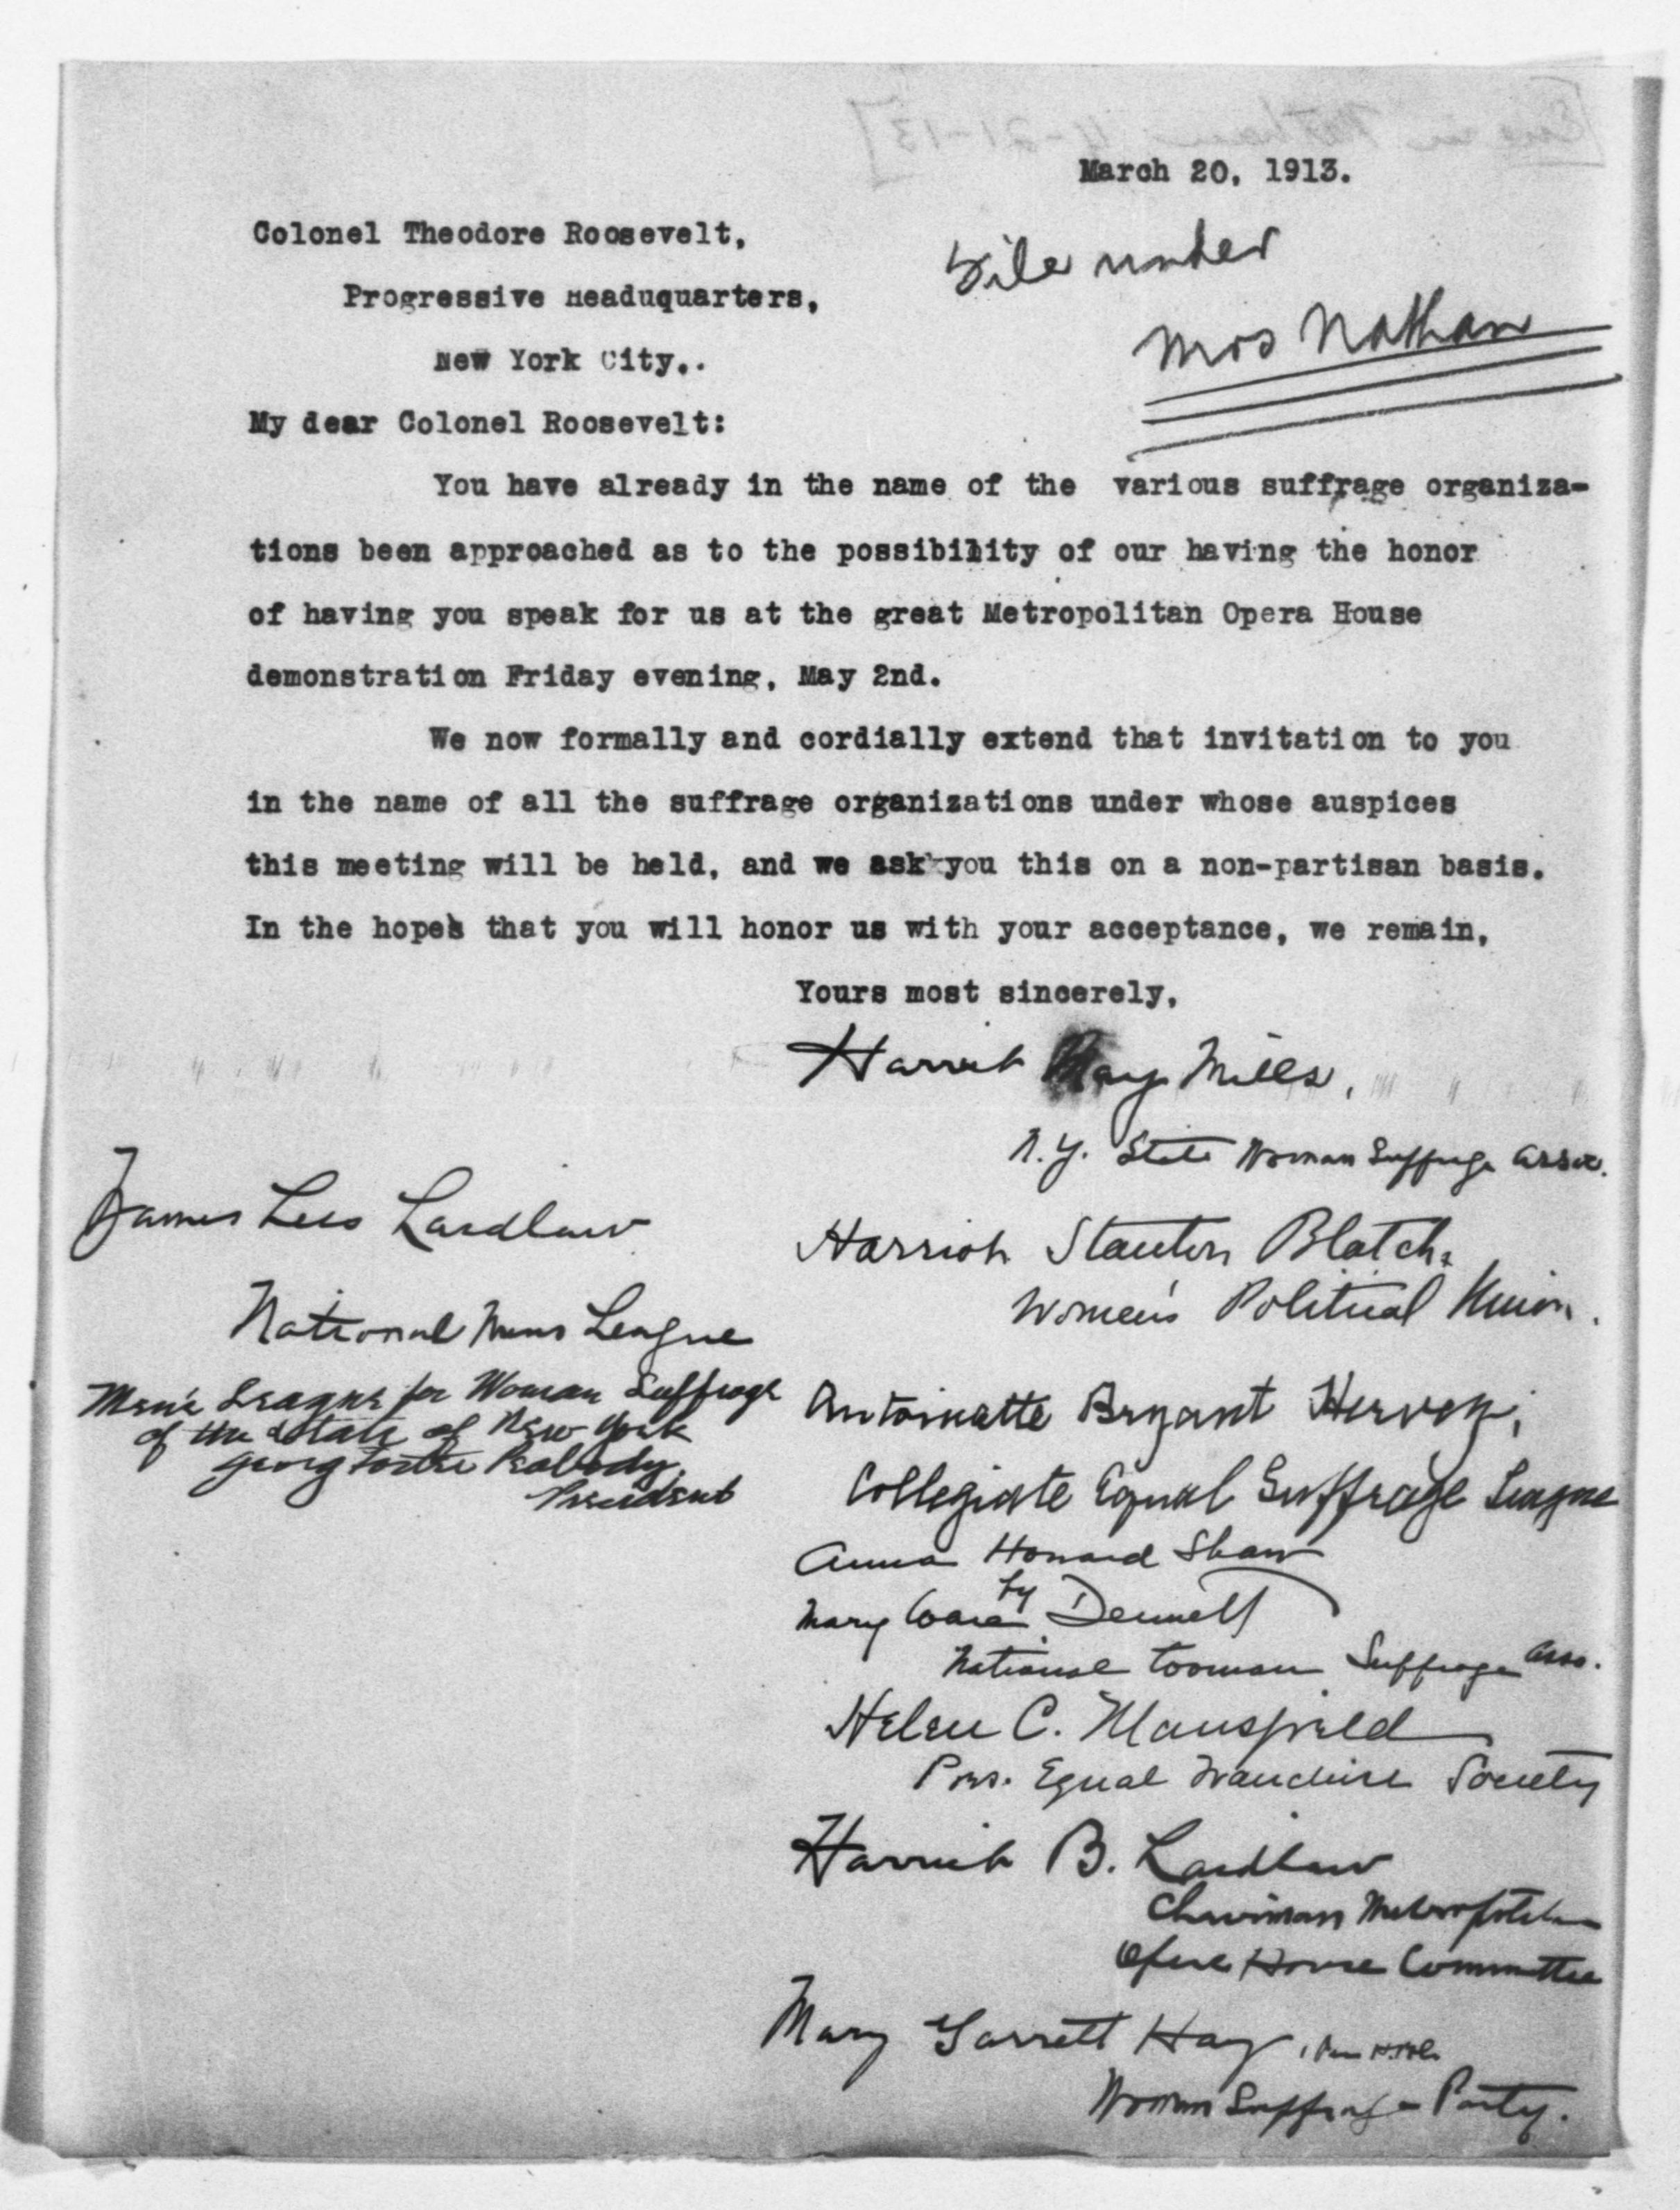 March 20, 1913.
Colonel Theodore Roosevelt,
File under
Progressive Headuquarters,
Mrs Nathan
New York City,.
My dear Colonel Roosevelt:
You have already in the name of the various suffrage organiza-
tions been approached as to the possibility of our having the honor
of having you speak for us at the great Metropolitan Opera House
demonstration Friday evening, May 2nd.
We now formally and cordially extend that invitation to you
in the name of all the suffrage organizations under whose auspices
this meeting will be held, and we ask you this on a non-partisan basis.
In the hopes that you will honor us with your acceptance, we remain,
Yours most sincerely,
Harriet May Mills,
N.Y. State Woman Suffrage Assoc.
James Lees Laidlaw
National Mens League
Men's League for Woman Suffrage
of the State of New York
George Foster Peabody
President
Harriot Stanton Blatch,
Women's Political Union.
Antoinette Bryant Hervey,
Collegiate Equal Suffrage League
Anna Howard Shaw
by
Mary Ware Dennett
National Woman Suffrage Asso.
Helen C. Mansfield
Pres. Equal Franchise Society
Harriet B. Laidlaw
Chairman Metropolitan
Opera House Committee
Mary Garrett Hay,
Woman Suffrage Party.